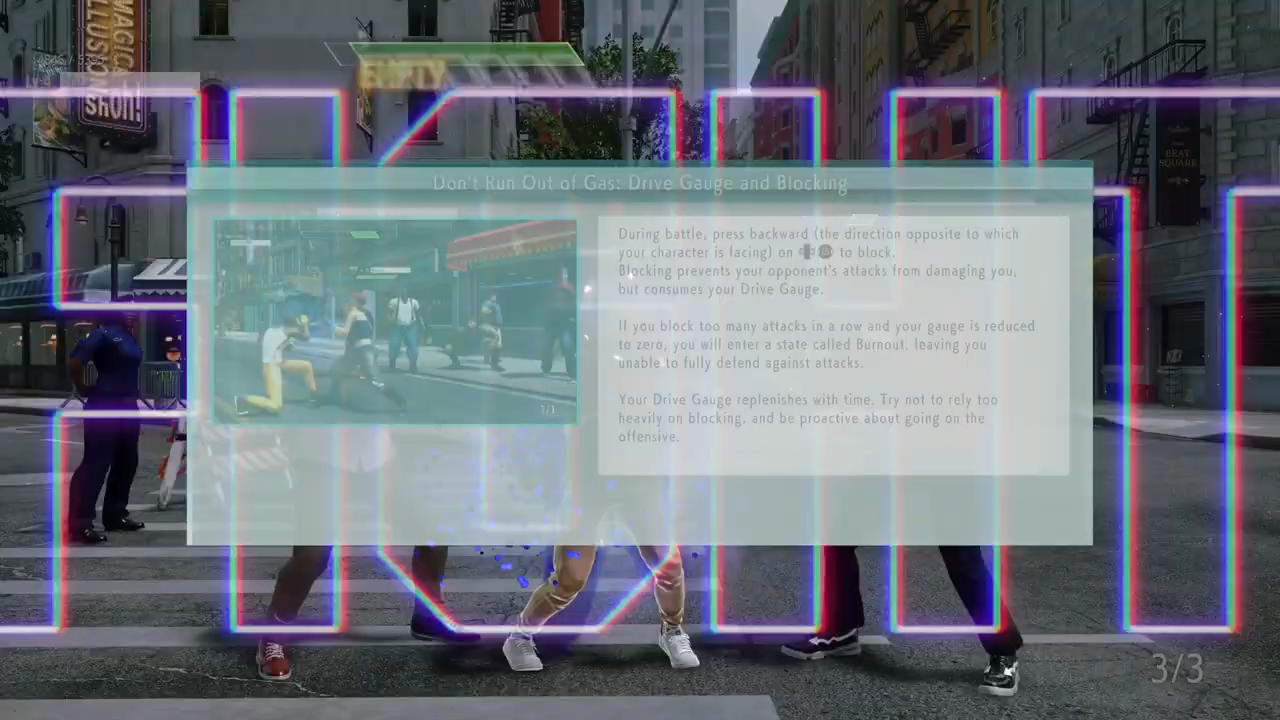 MAGIC
ILLUSIONS
Shop!
EMPTY
BEAT
SQUARE
Don't Run Out of Gas: Drive Gauge and Blocking
During battle, press backward (the direction opposite to which
your character is facing) on to block.
Blocking prevents your opponent's attacks from damaging you,
but consumes your Drive Gauge.
If you block too many attacks in a row and your gauge is reduced
to zero, you will enter a state called Burnout, leaving you
unable to fully defend against attacks.
Your Drive Gauge replenishes with time. Try not to rely too
heavily on blocking, and be proactive about going on the
offensive.
1/1
3/3